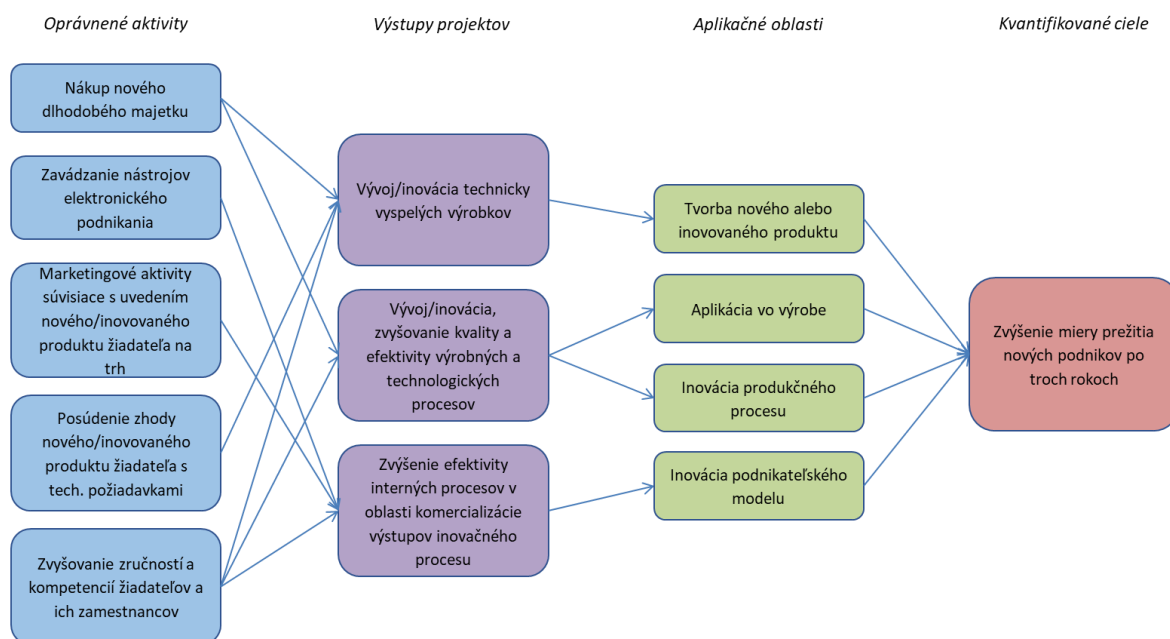 Oprávnené aktivity
Výstupy projektov
Aplikačné oblasti
Kvantifikované ciele
Nákup nového
dlhodobého majetku
Zavádzanie nástrojov
elektronického
podnikania
Marketingové aktivity
súvisiace s uvedením
nového/inovovaného
produktu žiadateľa na
trh
Posúdenie zhody
nového/inovovaného
produktu žiadateľa s
tech. požiadavkami
Zvyšovanie zručností a
kompetencií žiadateľov a
ich zamestnancov
Vývoj/inovácia technicky
vyspelých výrobkov
Vývoj/inovácia,
zvyšovanie kvality a
efektivity výrobných a
technologických
procesov
Zvýšenie efektivity
interných procesov v
oblasti komercializácie
výstupov inovačného
procesu
Tvorba nového alebo
inovovaného produktu
Aplikácia vo výrobe
Inovácia produkčného
procesu
Inovácia podnikateľského
modelu
Zvýšenie miery prežitia
nových podnikov po
troch rokoch